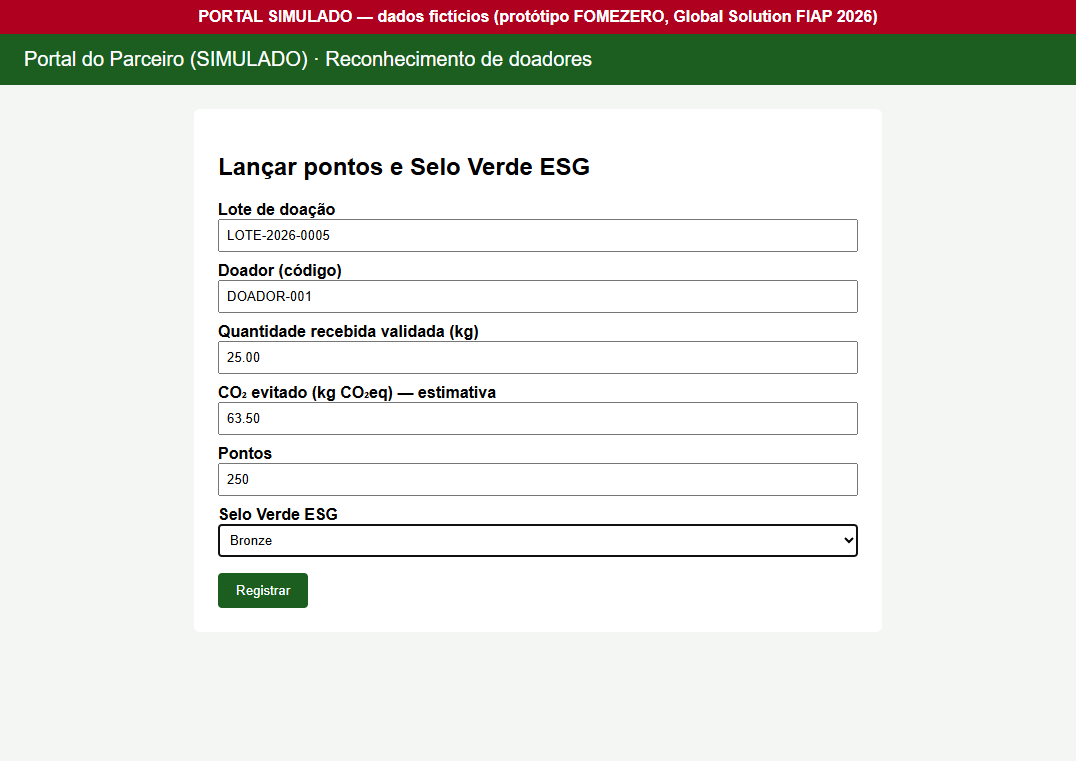 PORTAL SIMULADO — dados fictícios (protótipo FOMEZERO, Global Solution FIAP 2026)
Portal do Parceiro (SIMULADO) · Reconhecimento de doadores
Lançar pontos e Selo Verde ESG
Lote de doação
LOTE-2026-0005
Doador (código)
DOADOR-001
Quantidade recebida validada (kg)
25.00
CO₂ evitado (kg CO₂eq) — estimativa
63.50
Pontos
250
Selo Verde ESG
Bronze
Registrar